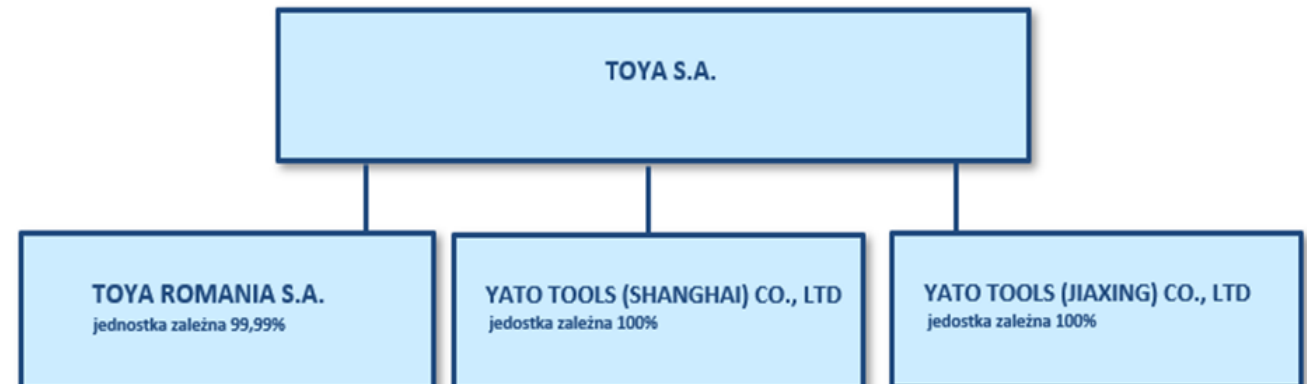 TOYA S.A.
TOYA ROMANIA S.A.
jednostka zależna 99,99%
YATO TOOLS (SHANGHAI) CO., LTD
jedostka zależna 100%
YATO TOOLS (JIAXING) CO., LTD
jedostka zależna 100%